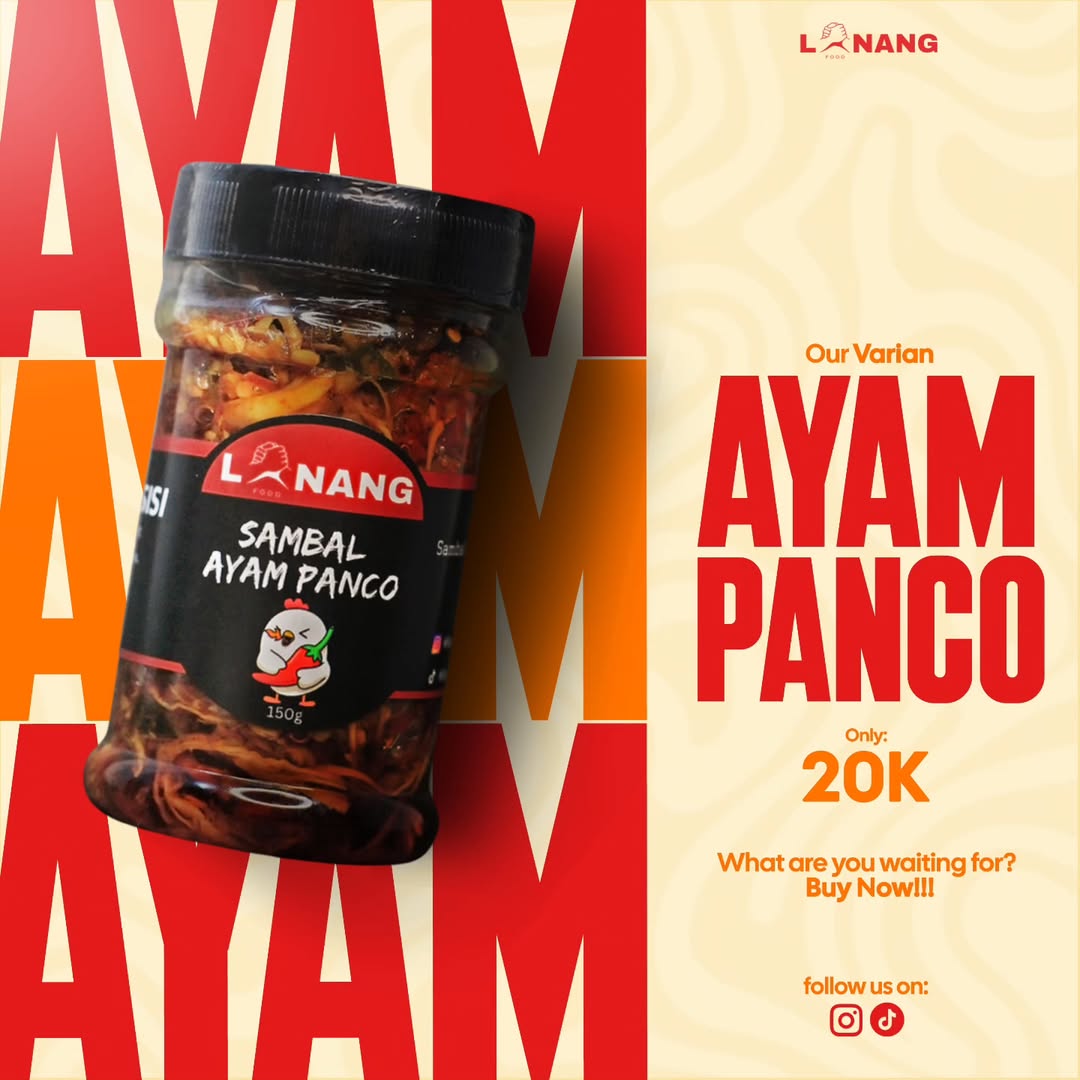 AYAM
AYAM
AYAM
LANANG
FOOD
SAMBAL
AYAM PANCO
150g
LANANG
FOOD
Our Varian
AYAM
PANCO
Only:
20K
What are you waiting for?
Buy Now!!!
follow us on: